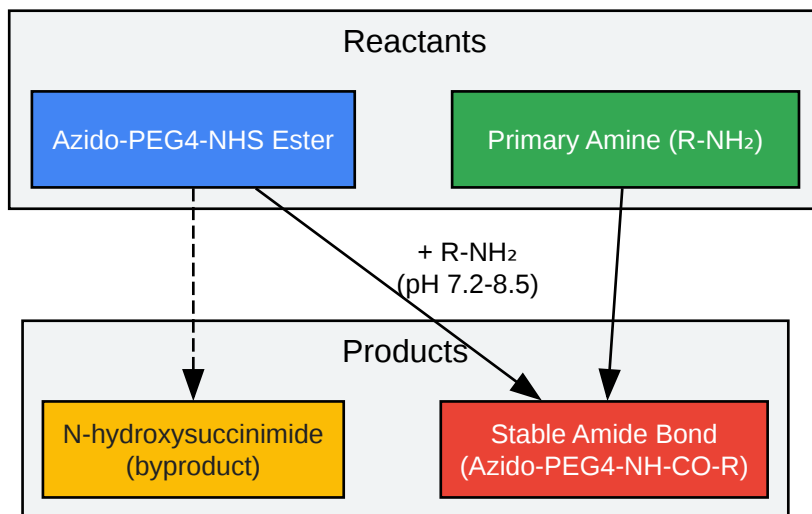 Reactants
Azido-PEG4-NHS Ester
Primary Amine (R-NH₂)
+ R-NH₂
(pH 7.2-8.5)
Products
N-hydroxysuccinimide
(byproduct)
Stable Amide Bond
(Azido-PEG4-NH-CO-R)